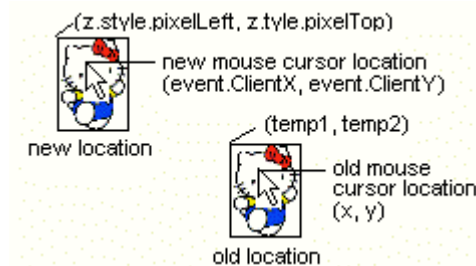 (z.style.pixelLeft, z.tyle.pixelTop)
new mouse cursor location
(event.ClientX, event.ClientY)
new location
(temp1, temp2)
old mouse
cursor location
(x, y)
old location